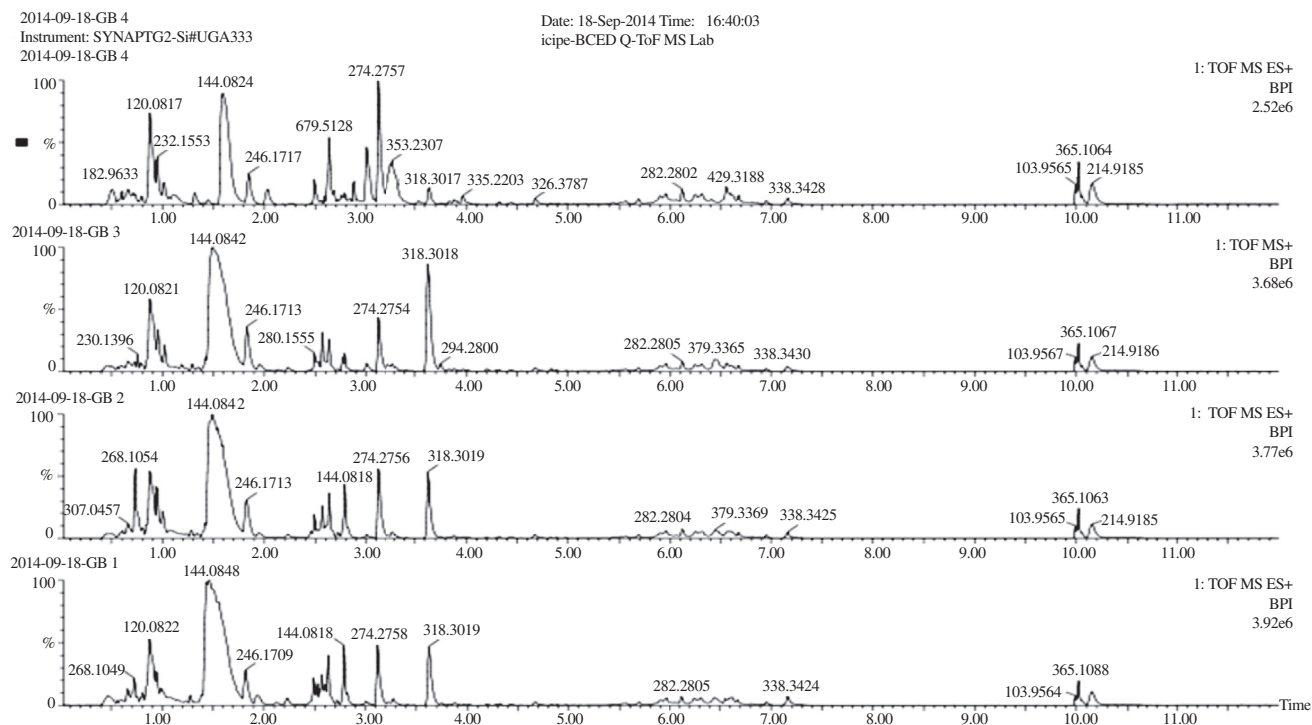 2014-09-18-GB 4
Instrument: SYNAPTG2-Si#UGA333
2014-09-18-GB 4
Date: 18-Sep-2014 Time: 16:40:03
icipe-BCED Q-ToF MS Lab
1: TOF MS ES+
BPI
2.52e6
100
%
0
182.9633
120.0817
232.1553
144.0824
246.1717
679.5128
274.2757
353.2307
318.3017
335.2203
326.3787
282.2802
429.3188
338.3428
103.9565
365.1064
214.9185
1.00 2.00 3.00 4.00 5.00 6.00 7.00 8.00 9.00 10.00 11.00
2014-09-18-GB 3
1: TOF MS+
BPI
3.68e6
100
%
0
230.1396
120.0821
144.0842
246.1713
280.1555
274.2754
318.3018
294.2800
282.2805
379.3365
338.3430
103.9567
365.1067
214.9186
1.00 2.00 3.00 4.00 5.00 6.00 7.00 8.00 9.00 10.00 11.00
2014-09-18-GB 2
1: TOF MS ES+
BPI
3.77e6
100
%
0
307.0457
268.1054
144.0842
246.1713
144.0818
274.2756
318.3019
282.2804
379.3369
338.3425
103.9565
365.1063
214.9185
1.00 2.00 3.00 4.00 5.00 6.00 7.00 8.00 9.00 10.00 11.00
2014-09-18-GB 1
1: TOF MS ES+
BPI
3.92e6
100
%
0
268.1049
120.0822
144.0848
246.1709
144.0818
274.2758
318.3019
282.2805
338.3424
103.9564
365.1088
Time
1.00 2.00 3.00 4.00 5.00 6.00 7.00 8.00 9.00 10.00 11.00